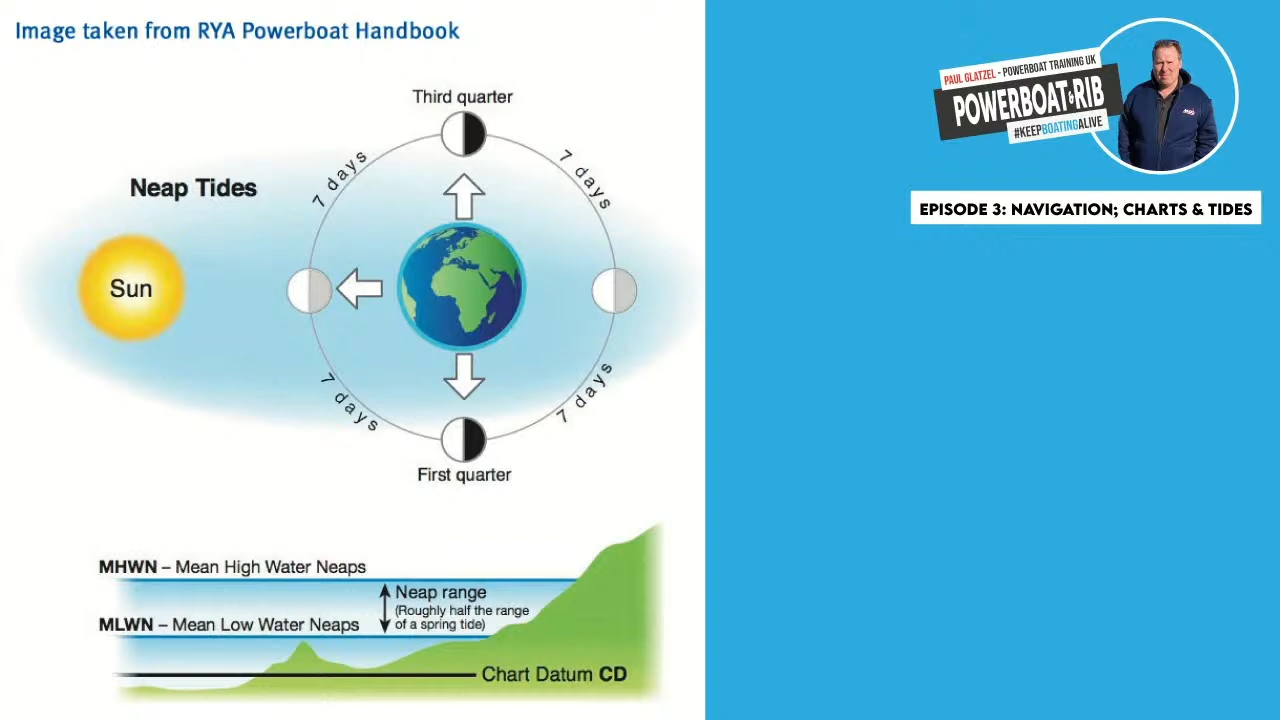 Image taken from RYA Powerboat Handbook
Third quarter
7 days
7 days
Neap Tides
Sun
7 days
7 days
First quarter
MHWN – Mean High Water Neaps
Neap range
(Roughly half the range
of a spring tide)
MLWN – Mean Low Water Neaps
Chart Datum CD
PAUL GLATZEL - POWERBOAT TRAINING UK
POWERBOAT & RIB
#KEEPBOATINGALIVE
EPISODE 3: NAVIGATION; CHARTS & TIDES